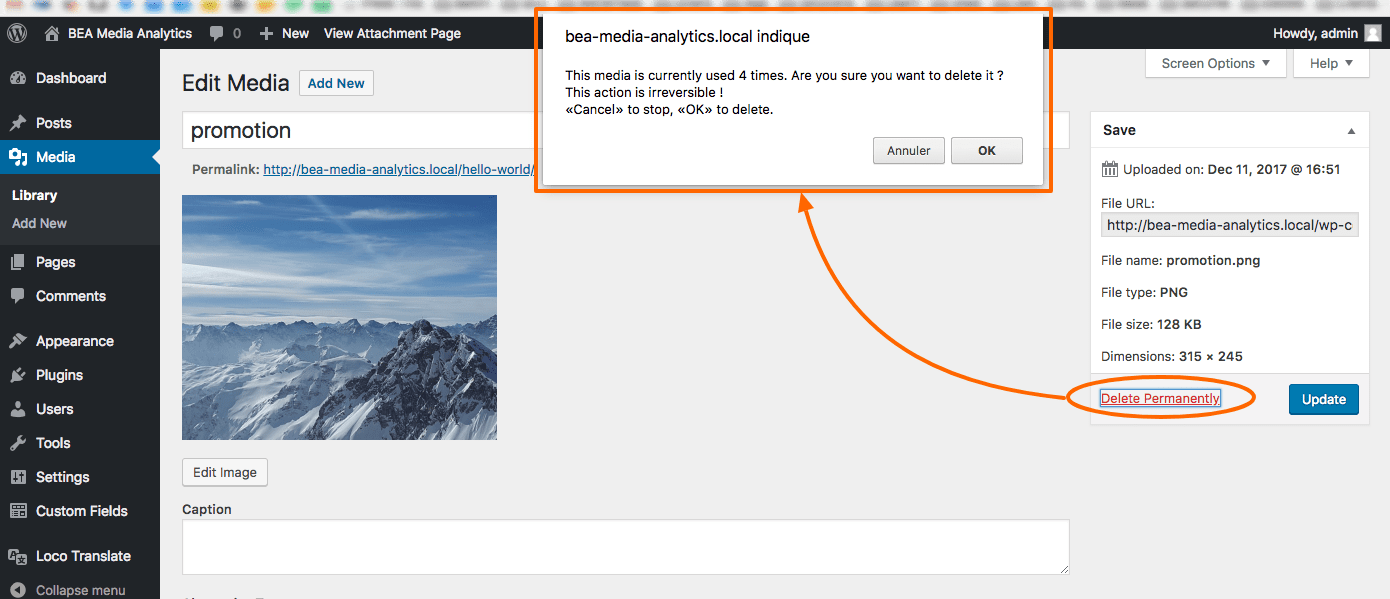 BEA Media Analytics 0 New View Attachment Page
Howdy, admin
bea-media-analytics.local indique
This media is currently used 4 times. Are you sure you want to delete it ?
This action is irreversible !
«Cancel» to stop, «OK» to delete.
Annuler OK
Screen Options Help
Dashboard
Posts
Media
Library
Add New
Pages
Comments
Appearance
Plugins
Users
Tools
Settings
Custom Fields
Loco Translate
Collapse menu
Edit Media Add New
promotion
Permalink: http://bea-media-analytics.local/hello-world/
Edit Image
Caption
Save
Uploaded on: Dec 11, 2017 @ 16:51
File URL:
http://bea-media-analytics.local/wp-c
File name: promotion.png
File type: PNG
File size: 128 KB
Dimensions: 315 × 245
Delete Permanently Update